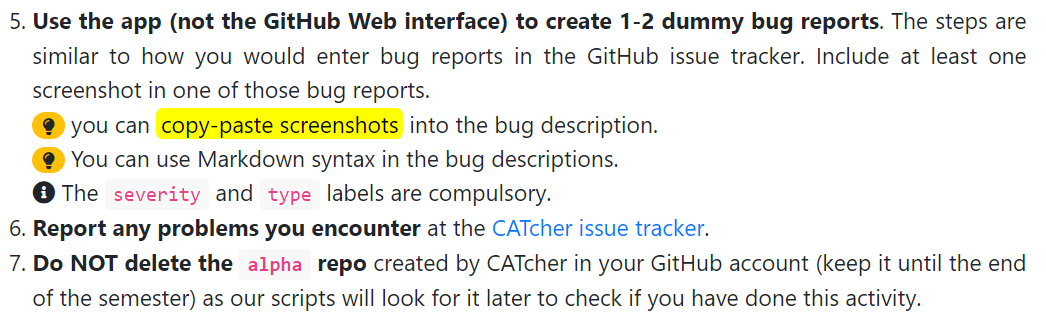 5. Use the app (not the GitHub Web interface) to create 1-2 dummy bug reports. The steps are
similar to how you would enter bug reports in the GitHub issue tracker. Include at least one
screenshot in one of those bug reports.
you can copy-paste screenshots into the bug description.
You can use Markdown syntax in the bug descriptions.
The severity and type labels are compulsory.
6. Report any problems you encounter at the CATcher issue tracker.
7. Do NOT delete the alpha repo created by CATcher in your GitHub account (keep it until the end
of the semester) as our scripts will look for it later to check if you have done this activity.